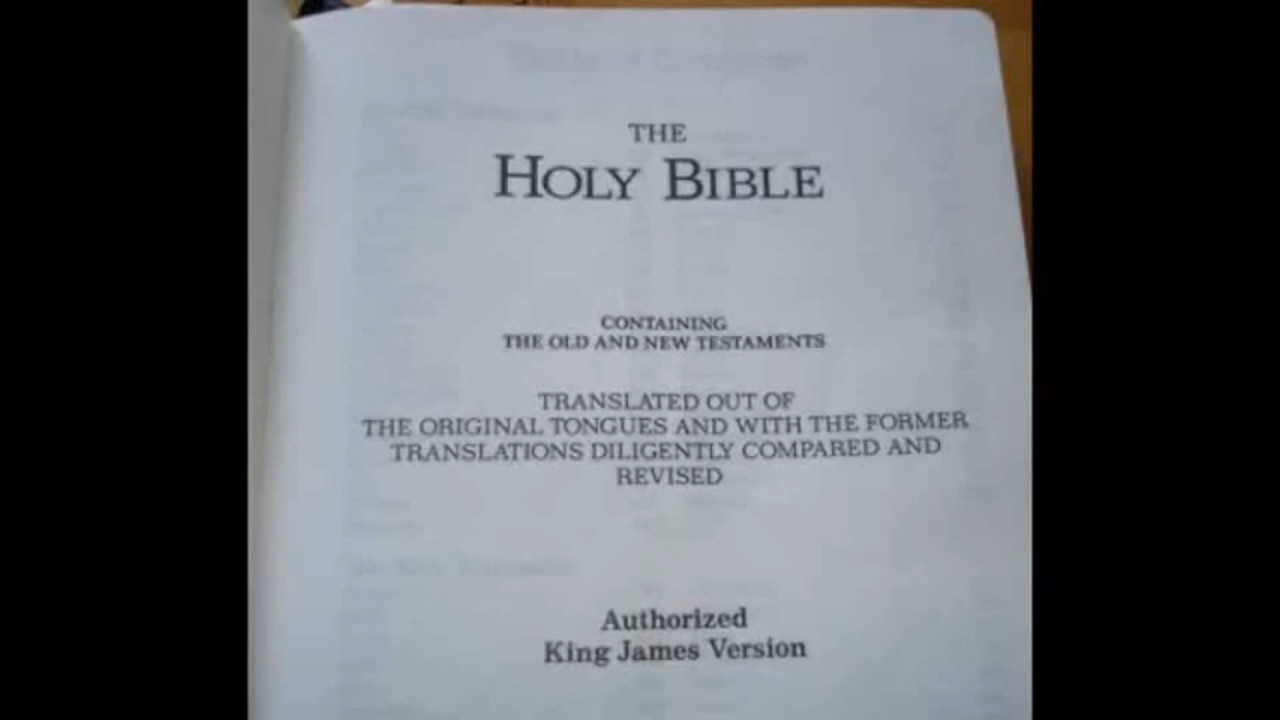 THE
HOLY BIBLE
CONTAINING
THE OLD AND NEW TESTAMENTS
TRANSLATED OUT OF
THE ORIGINAL TONGUES AND WITH THE FORMER
TRANSLATIONS DILIGENTLY COMPARED AND
REVISED
Authorized
King James Version